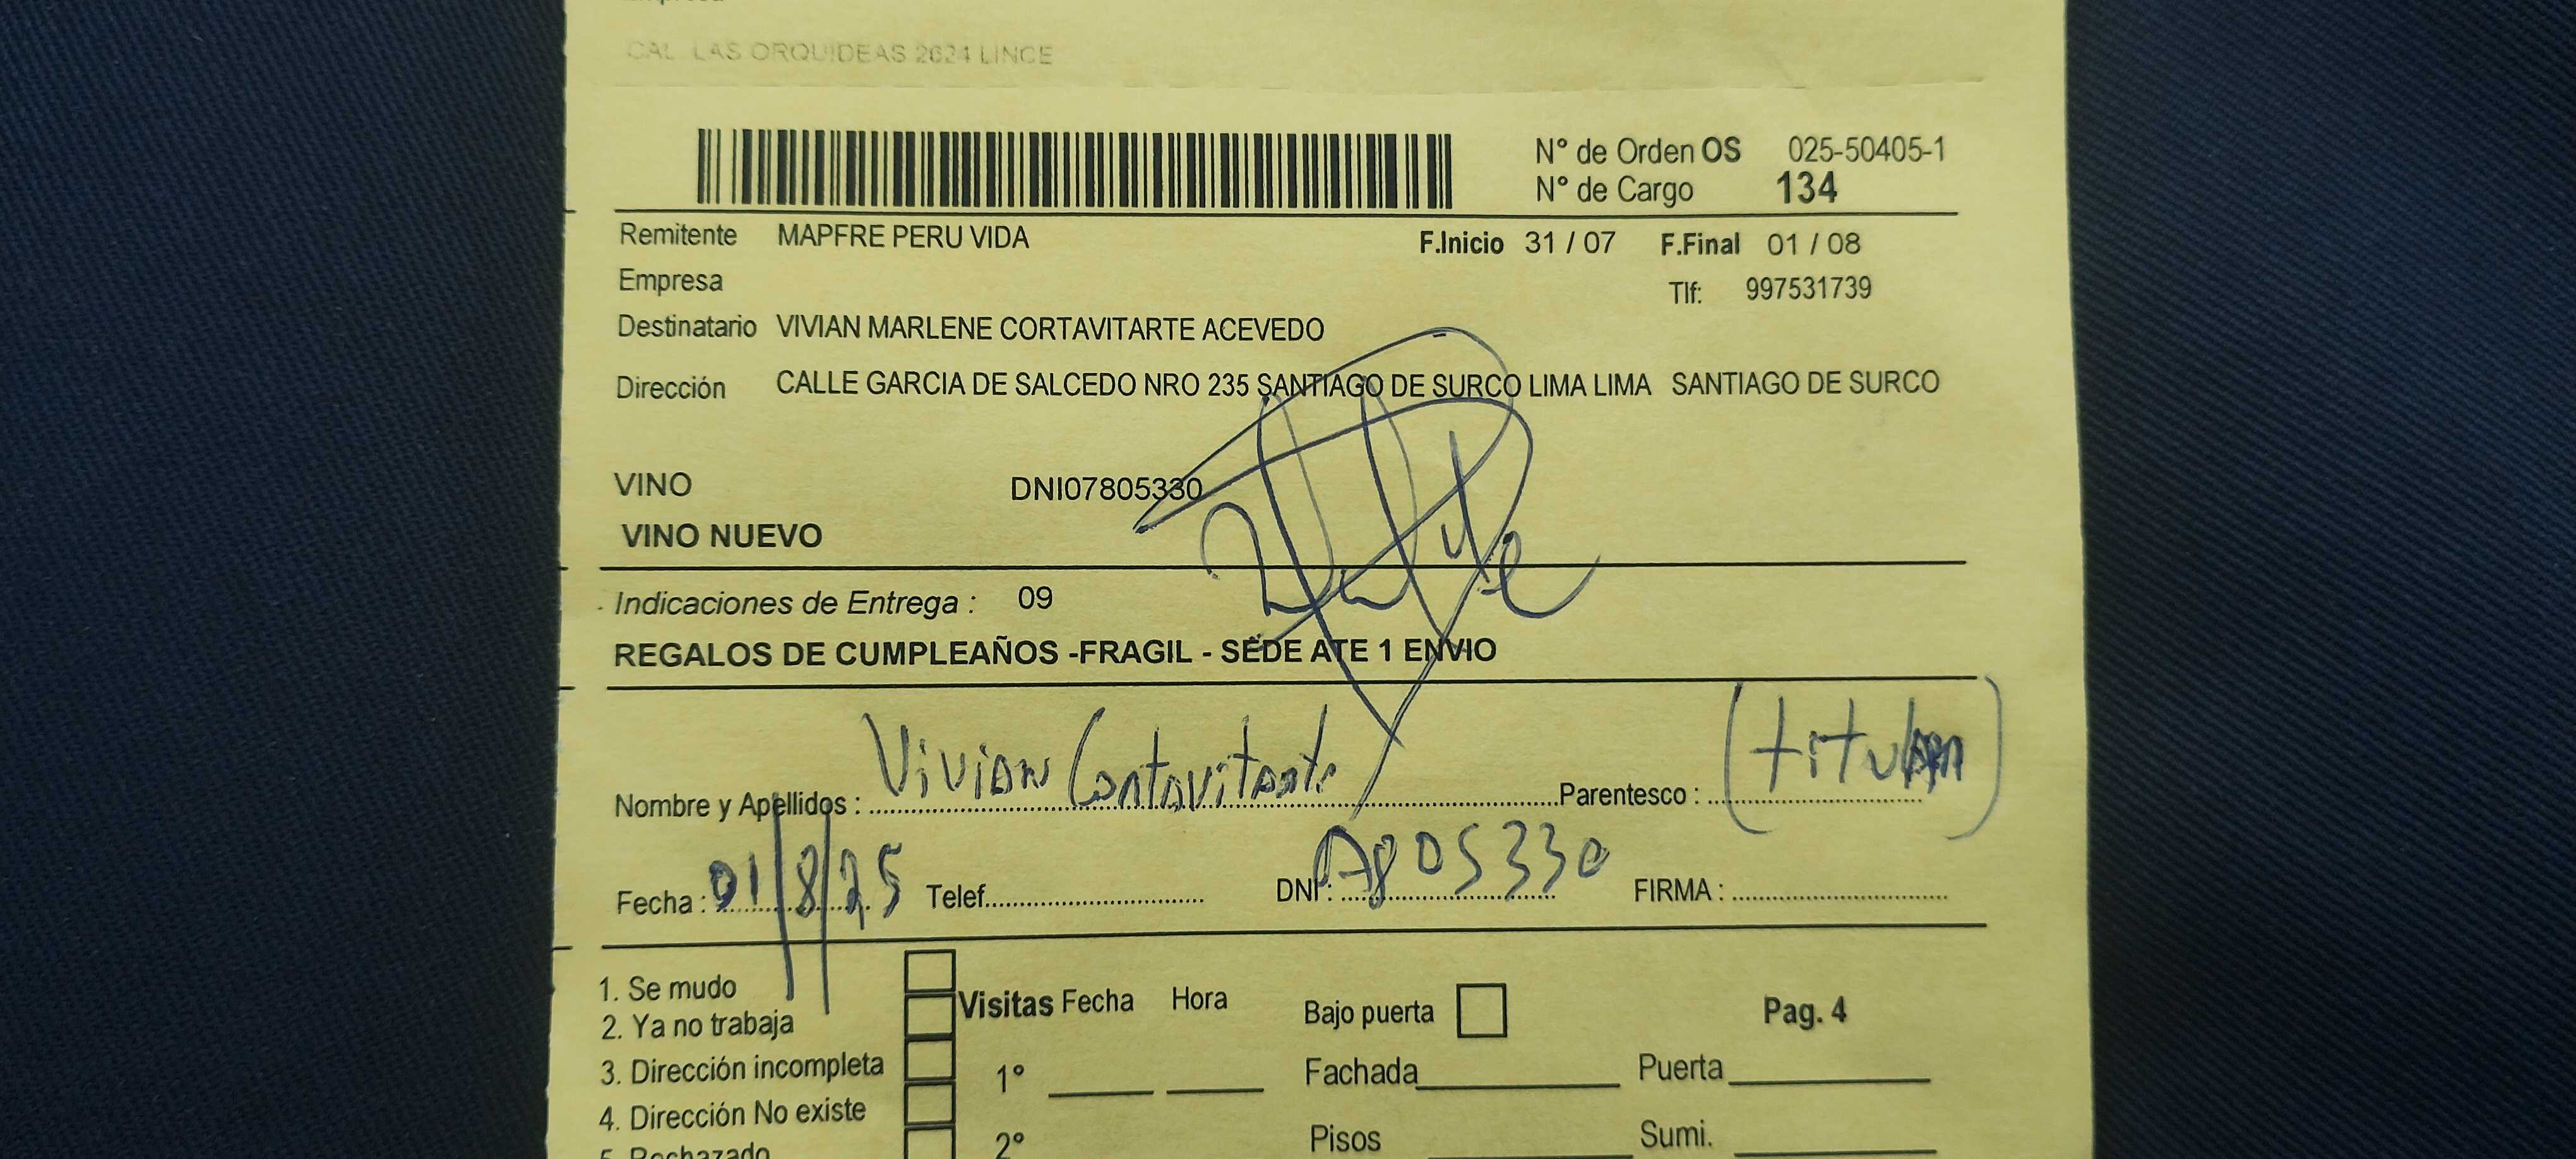 CAL LAS ORQUIDEAS 2624 LINCE
N° de Orden OS 025-50405-1
N° de Cargo 134
Remitente MAPFRE PERU VIDA F.Inicio 31 / 07 F.Final 01 / 08
Empresa Tlf: 997531739
Destinatario VIVIAN MARLENE CORTAVITARTE ACEVEDO
Dirección CALLE GARCIA DE SALCEDO NRO 235 SANTIAGO DE SURCO LIMA LIMA SANTIAGO DE SURCO
VINO DNI07805330
VINO NUEVO
Indicaciones de Entrega : 09
REGALOS DE CUMPLEAÑOS -FRAGIL - SEDE ATE 1 ENVIO
Nombre y Apellidos : Vivian Cortavitarte Parentesco : (titular)
Fecha : 01/8/25 Telef. DNI : 07805330 FIRMA :
1. Se mudo
2. Ya no trabaja Visitas Fecha Hora Bajo puerta Pag. 4
3. Dirección incompleta 1° Fachada Puerta
4. Dirección No existe
5. Rechazado 2° Pisos Sumi.